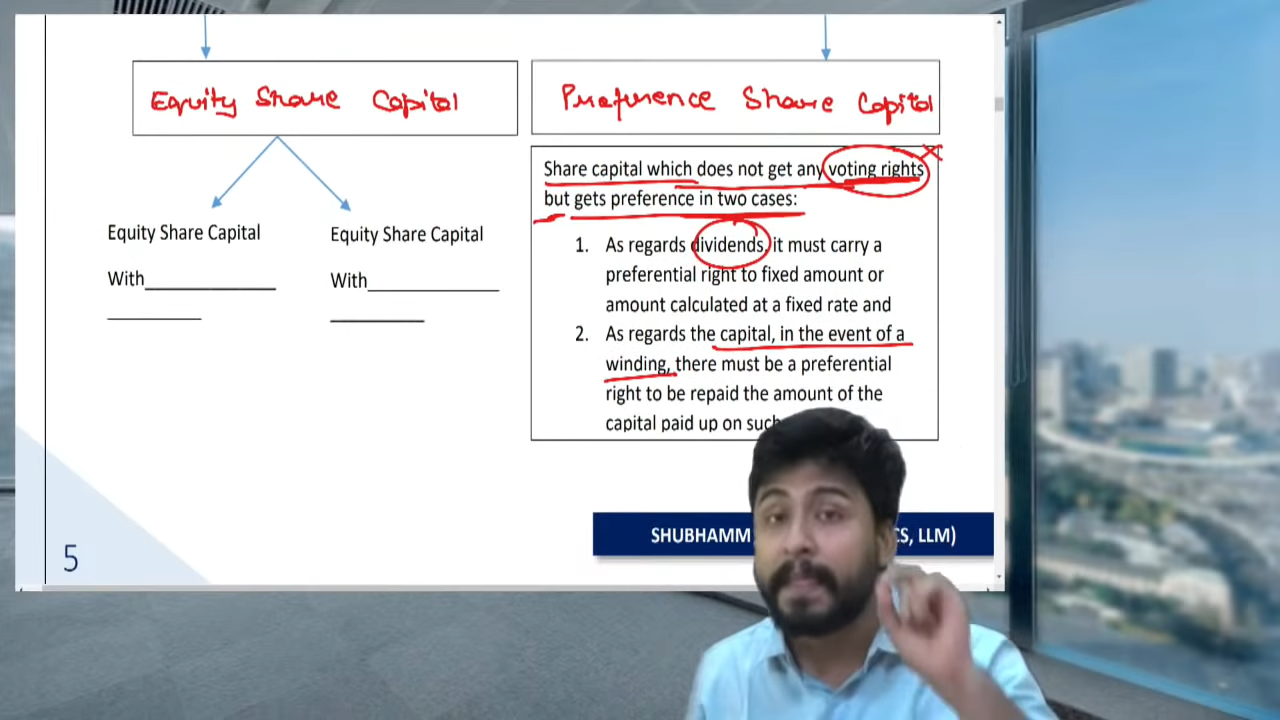 Equity Share Capital
Preference Share Capital
Share capital which does not get any voting rights
but gets preference in two cases:
1. As regards dividends, it must carry a
preferential right to fixed amount or
amount calculated at a fixed rate and
2. As regards the capital, in the event of a
winding, there must be a preferential
right to be repaid the amount of the
capital paid up on such
Equity Share Capital
With_______________
__________
Equity Share Capital
With_______________
__________
SHUBHAMM CS, LLM)
5